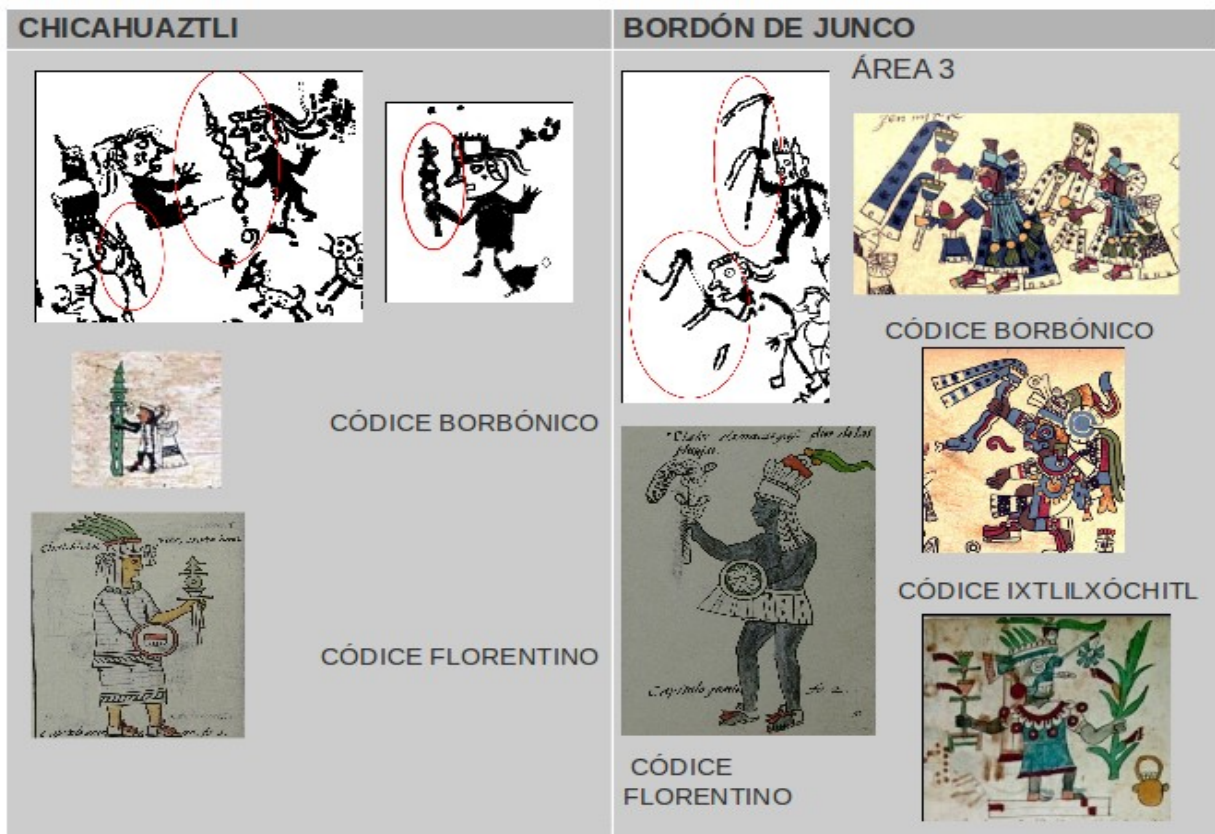 CHICAHUAZTLI
BORDÓN DE JUNCO
ÁREA 3
CÓDICE BORBÓNICO
CÓDICE FLORENTINO
CÓDICE BORBÓNICO
CÓDICE IXTLILXÓCHITL
CÓDICE
FLORENTINO